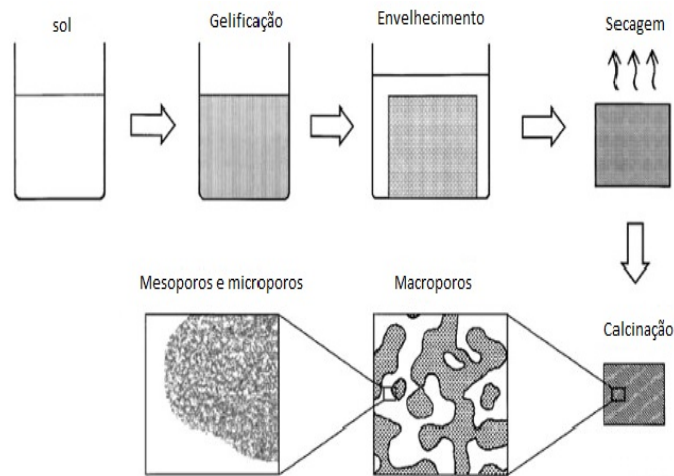 sol
Gelificação
Envelhecimento
Secagem
Mesoporos e microporos
Macroporos
Calcinação